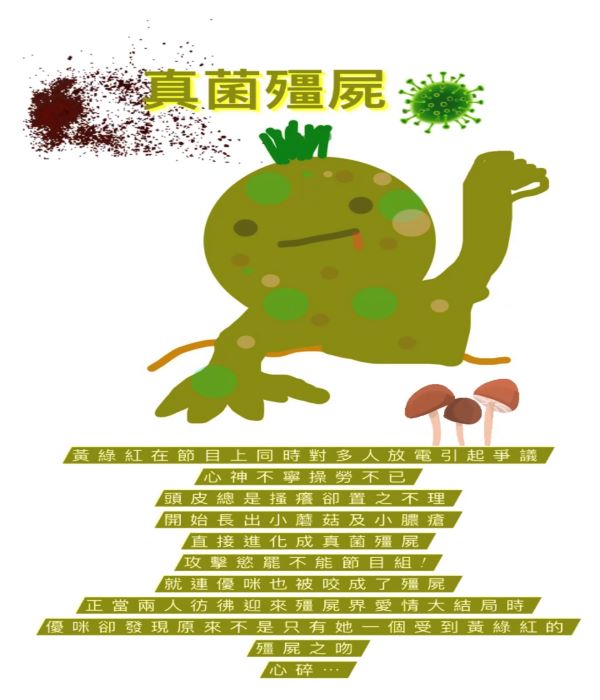 真菌殭屍
黃綠紅在節目上同時對多人放電引起爭議
心神不寧操勞不已
頭皮總是搔癢卻置之不理
開始長出小蘑菇及小膿瘡
直接進化成真菌殭屍
攻擊慾罷不能節目組!
就連優咪也被咬成了殭屍
正當兩人彷彿迎來殭屍界愛情大結局時
優咪卻發現原來不是只有她一個受到黃綠紅的
殭屍之吻
心碎⋯